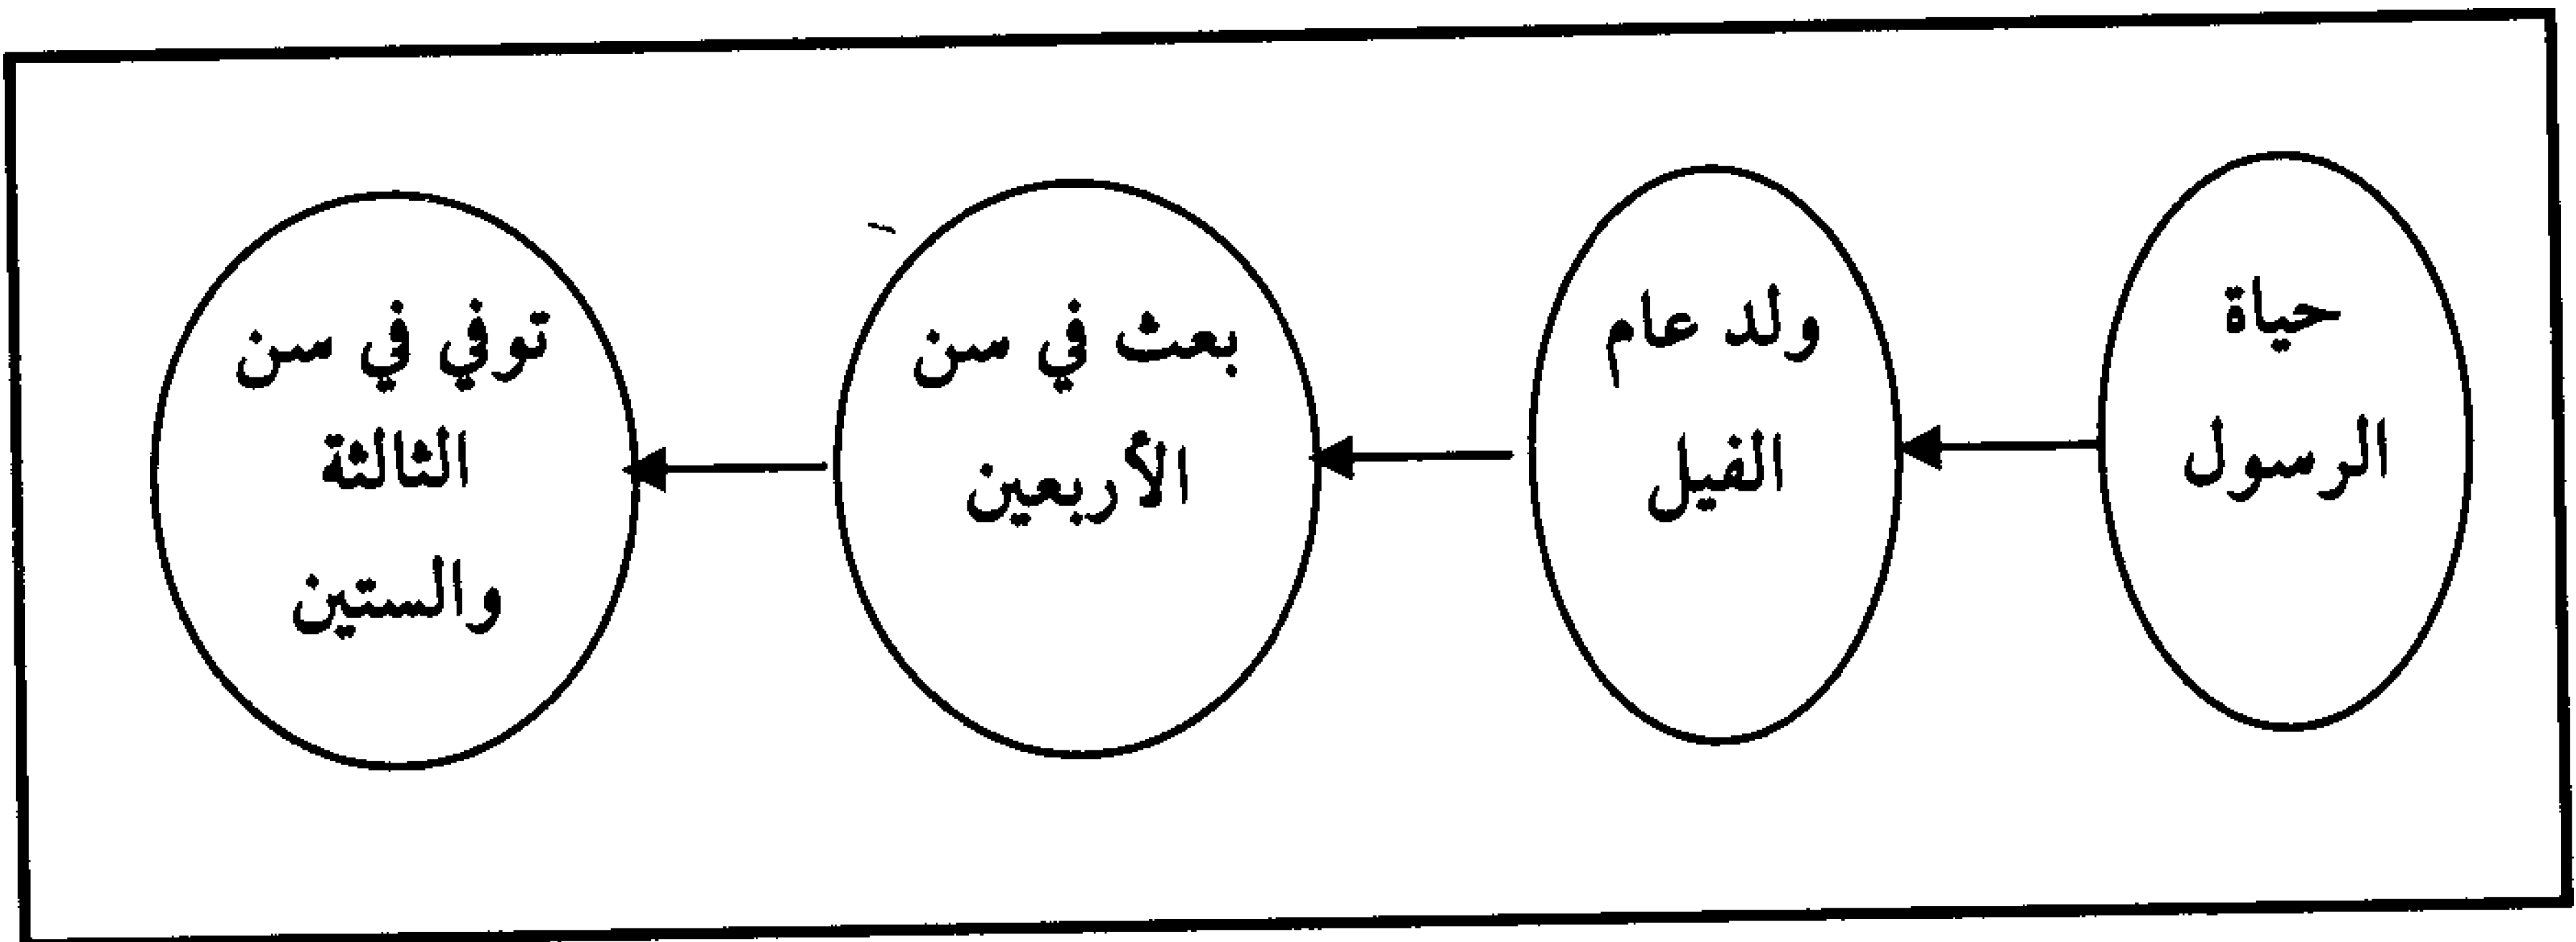 حياة
الرسول
ولد عام
الفيل
بعث في سن
الأربعين
توفي في سن
الثالثة
والستين